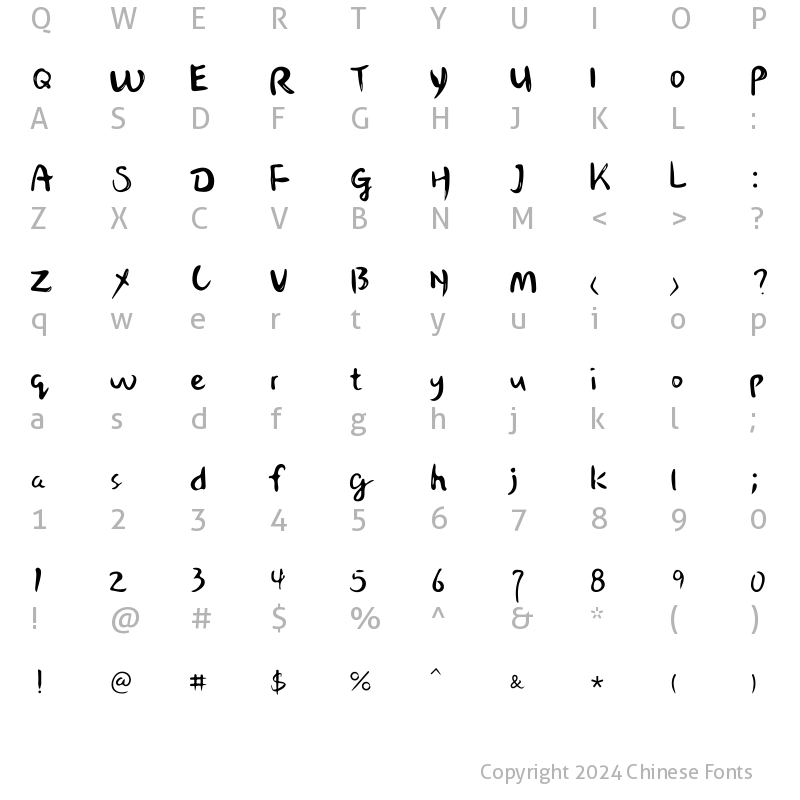 Q W E R T Y U I O P
Q W E R T Y U I O P
A S D F G H J K L :
A S D F G H J K L :
Z X C V B N M < > ?
Z X C V B N M < > ?
q w e r t y u i o p
q w e r t y u i o p
a s d f g h j k l ;
a s d f g h j k l ;
1 2 3 4 5 6 7 8 9 0
1 2 3 4 5 6 7 8 9 0
! @ # $ % ^ & * ( )
! @ # $ % ^ & * ( )
Copyright 2024 Chinese Fonts